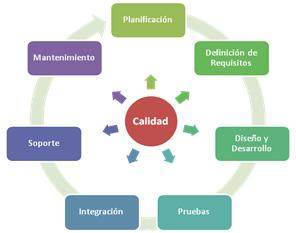 Planificación
Definición de
Requisitos
Diseño y
Desarrollo
Pruebas
Integración
Soporte
Mantenimiento
Calidad